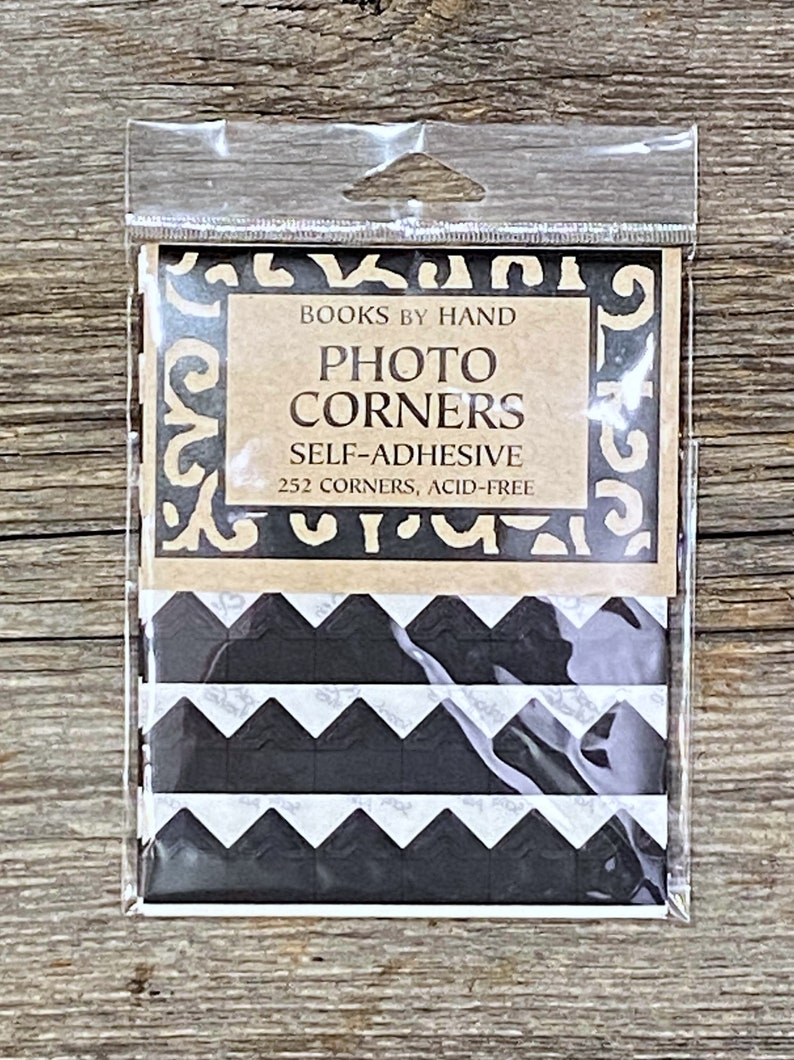 BOOKS BY HAND
PHOTO
CORNERS
SELF-ADHESIVE
252 CORNERS, ACID-FREE